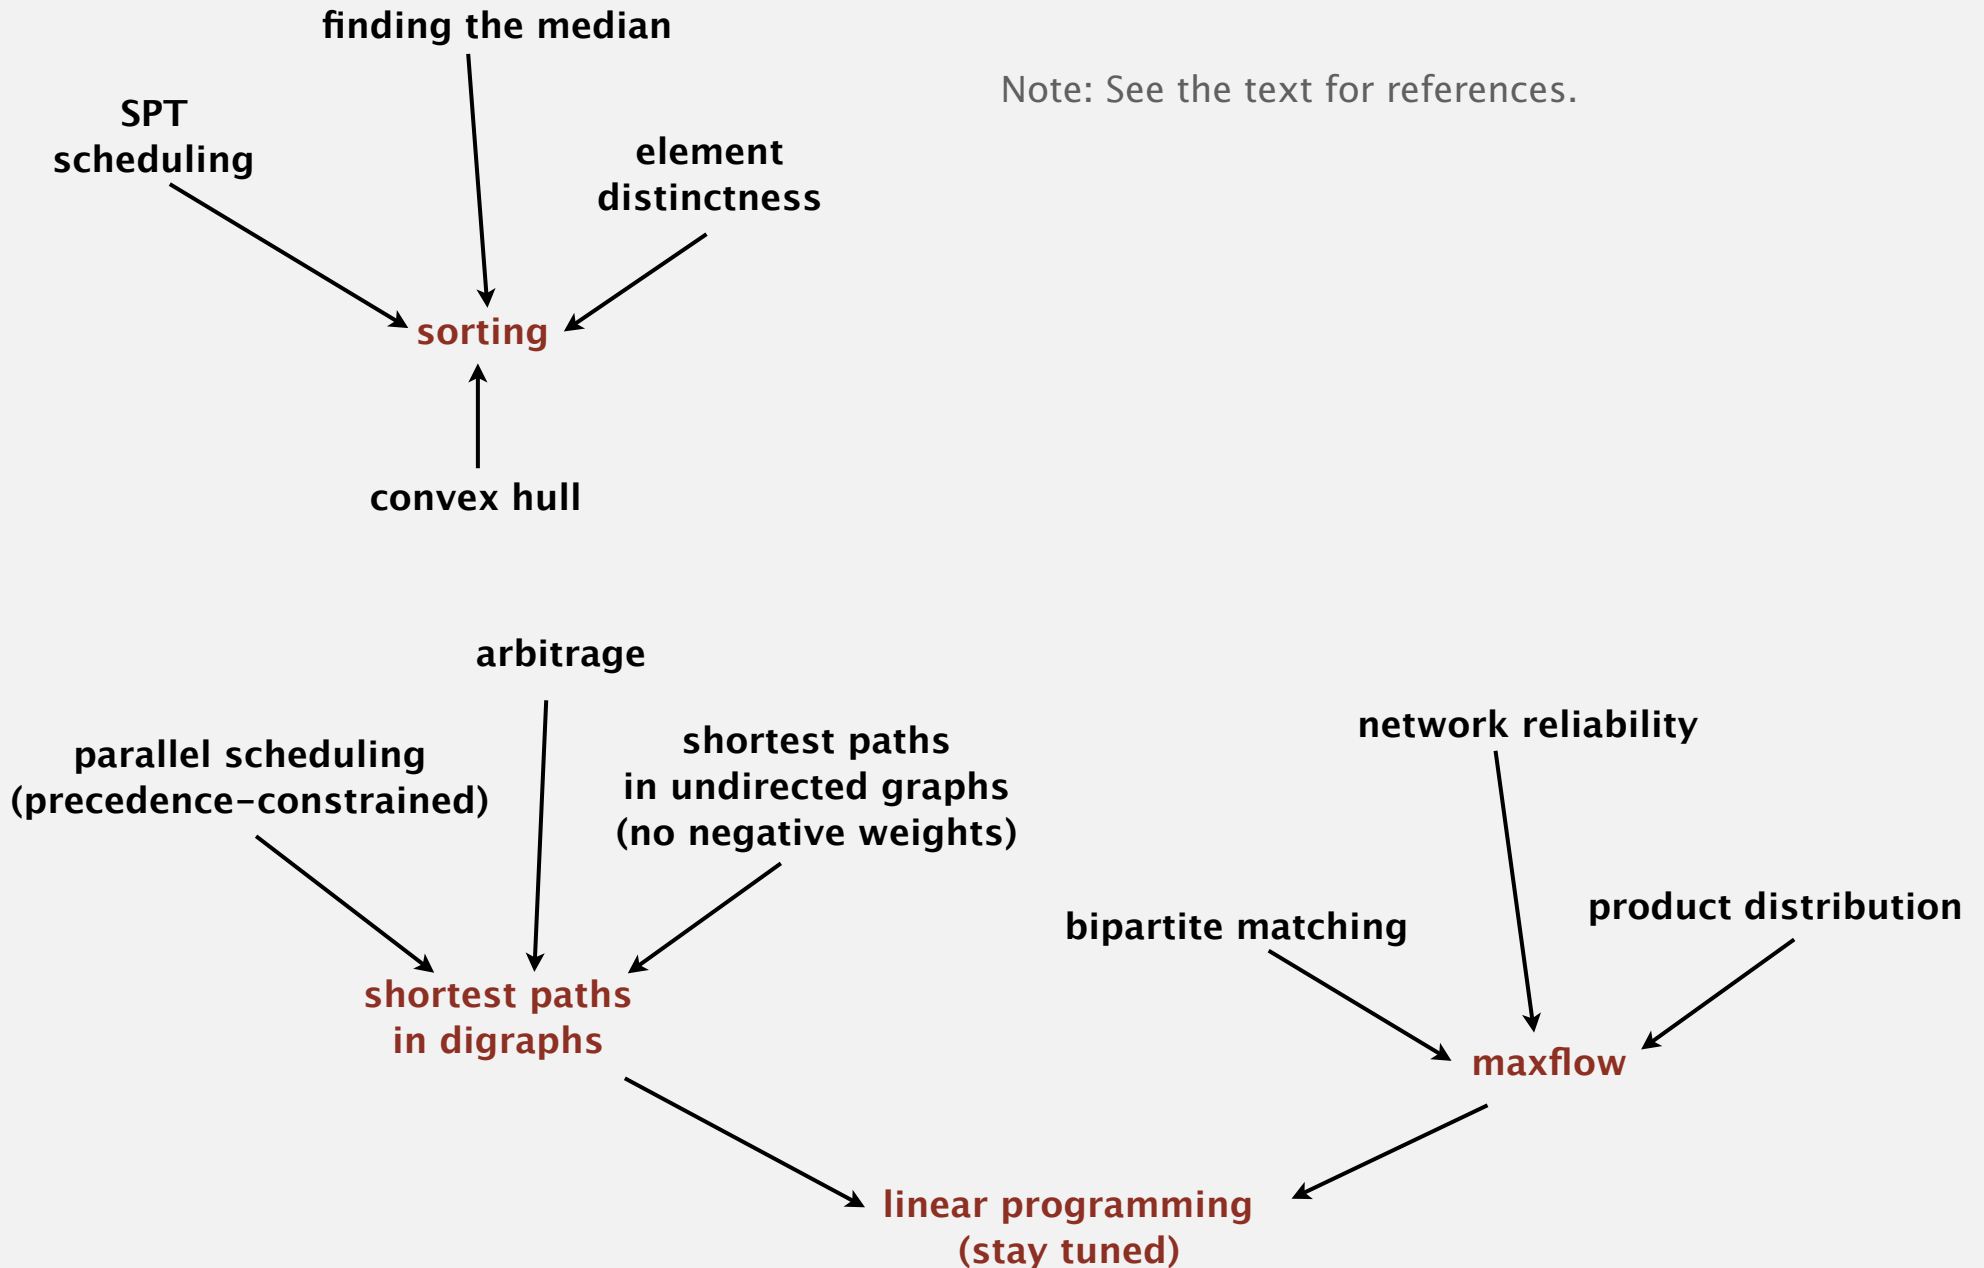 finding the median
Note: See the text for references.
SPT
scheduling
element
distinctness
sorting
convex hull
arbitrage
parallel scheduling
(precedence-constrained)
shortest paths
in undirected graphs
(no negative weights)
network reliability
bipartite matching
product distribution
shortest paths
in digraphs
maxflow
linear programming
(stay tuned)